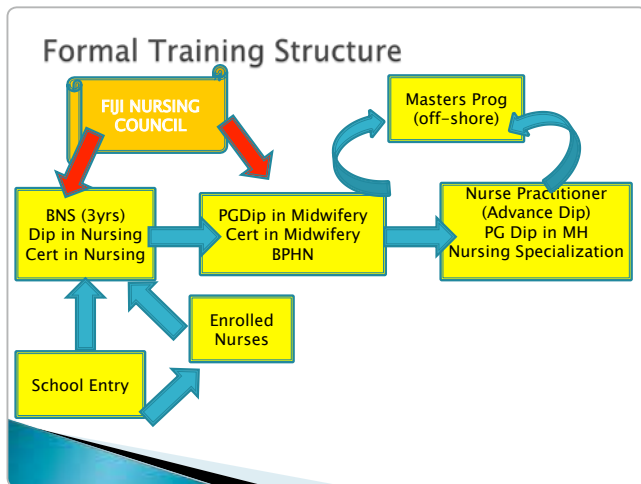 Formal Training Structure
FIJI NURSING
COUNCIL
Masters Prog
(off-shore)
BNS (3yrs)
Dip in Nursing
Cert in Nursing
PGDip in Midwifery
Cert in Midwifery
BPHN
Nurse Practitioner
(Advance Dip)
PG Dip in MH
Nursing Specialization
Enrolled
Nurses
School Entry